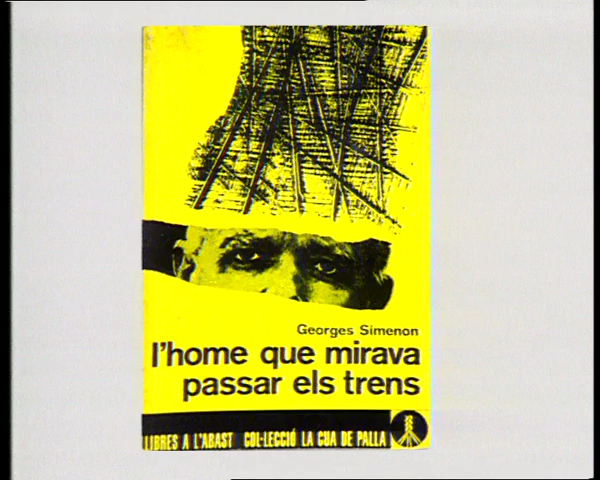 Georges Simenon
l'home que mirava
passar els trens
LLIBRES A L'ABAST COL·LECCIÓ LA CUA DE PALLA